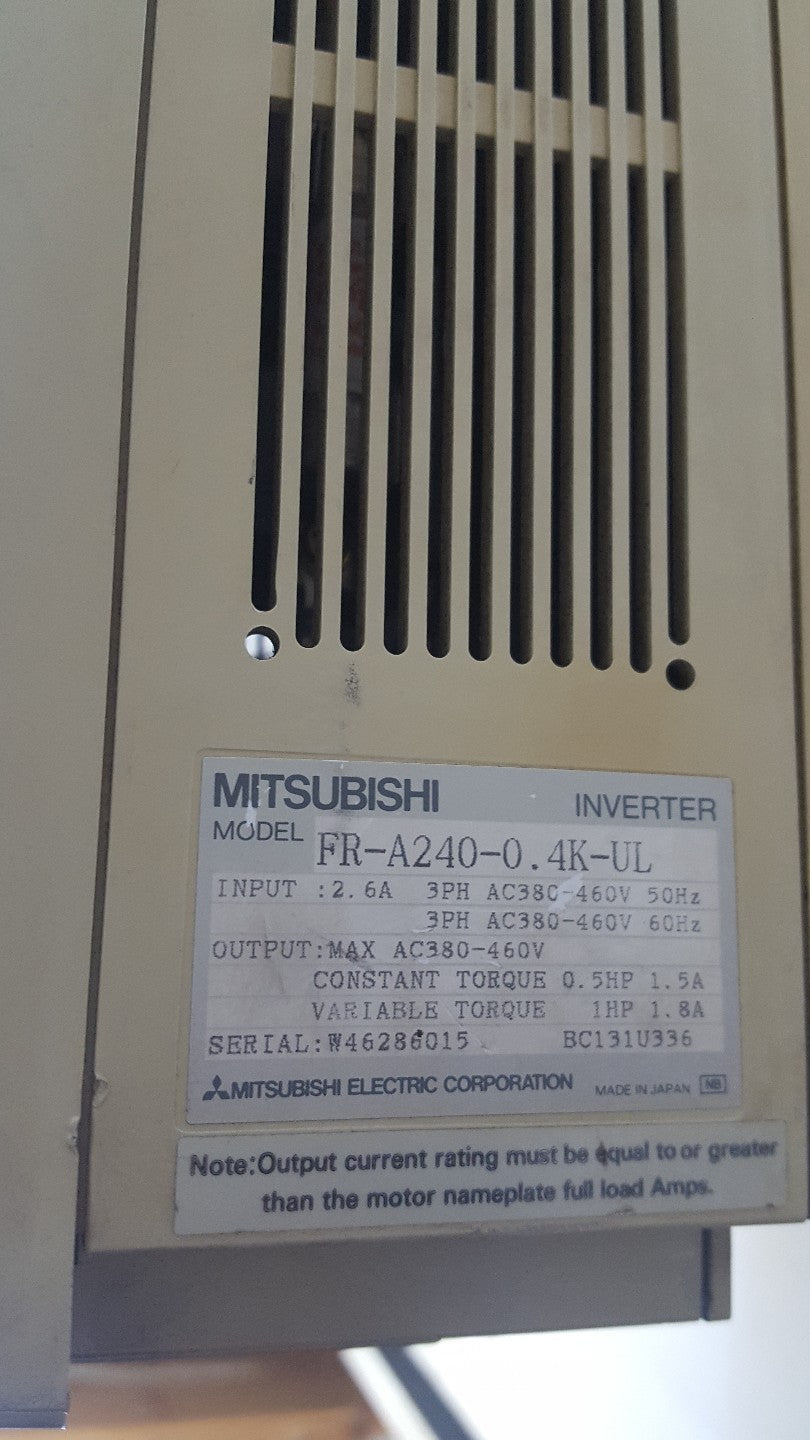 MITSUBISHI INVERTER
MODEL FR-A240-0.4K-UL
INPUT :2.6A 3PH AC380-460V 50Hz
3PH AC380-460V 60Hz
OUTPUT:MAX AC380-460V
CONSTANT TORQUE 0.5HP 1.5A
VARIABLE TORQUE 1HP 1.8A
SERIAL:W46286015 BC131U336
MITSUBISHI ELECTRIC CORPORATION MADE IN JAPAN NB
Note:Output current rating must be equal to or greater
than the motor nameplate full load Amps.